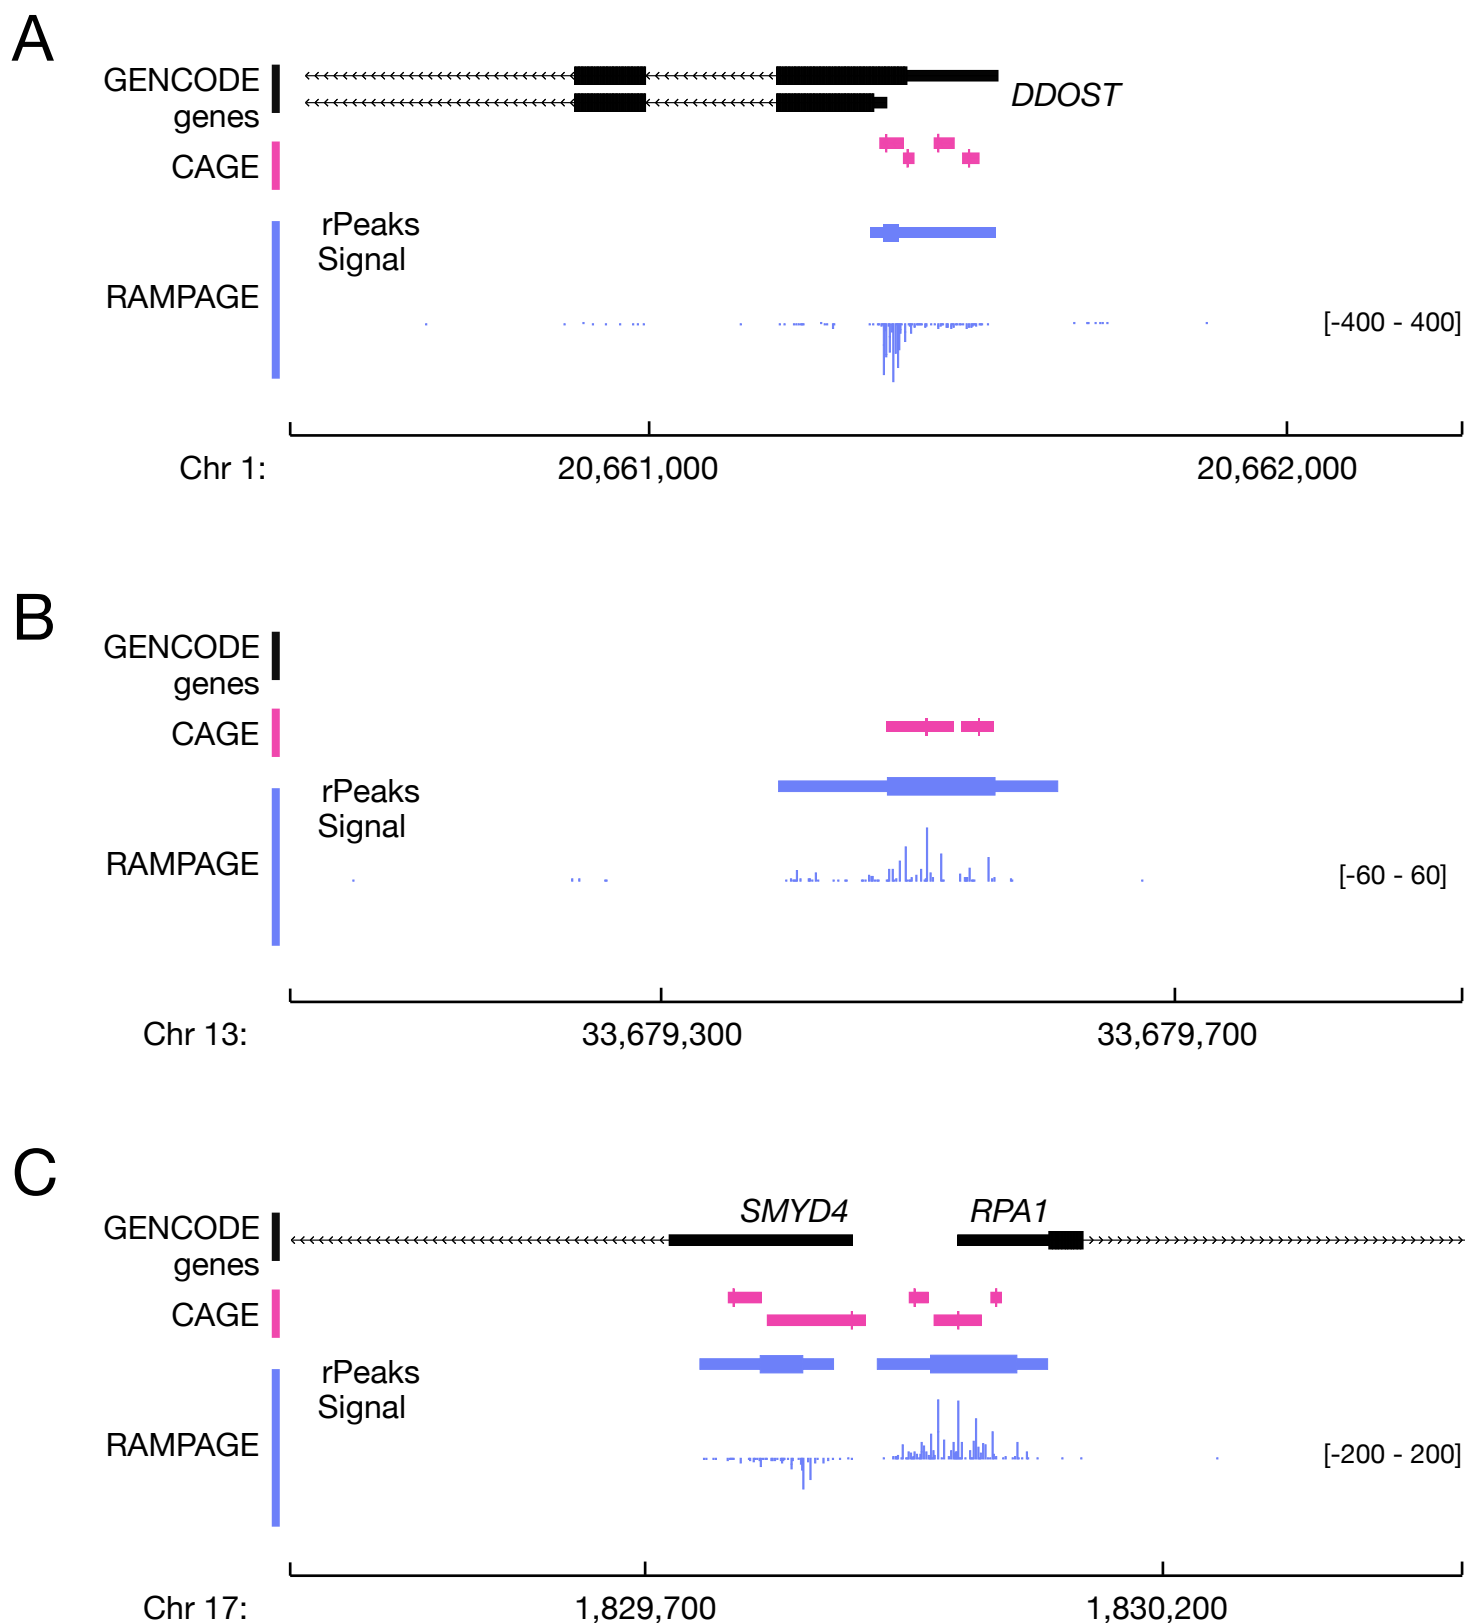 A
GENCODE
genes
DDOST
CAGE
rPeaks
Signal
RAMPAGE
[-400 - 400]
Chr 1:
20,661,000
20,662,000
B
GENCODE
genes
CAGE
rPeaks
Signal
RAMPAGE
[-60 - 60]
Chr 13:
33,679,300
33,679,700
C
SMYD4
RPA1
GENCODE
genes
CAGE
rPeaks
Signal
RAMPAGE
[-200 - 200]
Chr 17:
1,829,700
1,830,200